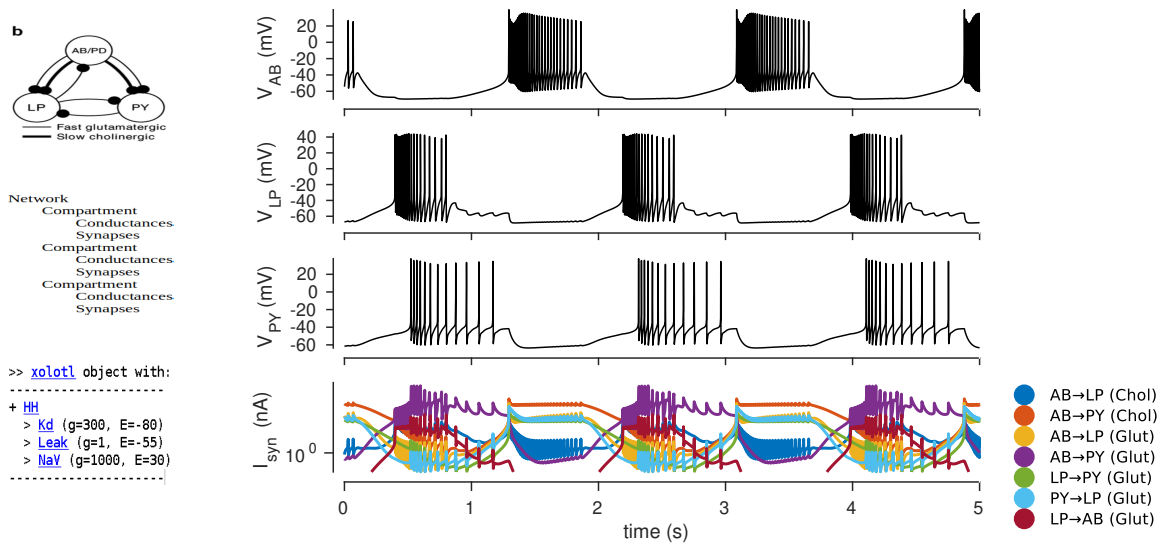 b
AB/PD
LP
PY
Fast glutamatergic
Slow cholinergic
Network
Compartment
Conductances
Synapses
Compartment
Conductances
Synapses
Compartment
Conductances
Synapses
>> xolotl object with:
-----------------------
+ HH
> Kd (g=300, E=-80)
> Leak (g=1, E=-55)
> NaV (g=1000, E=30)
-----------------------
V_AB (mV)
20
0
-20
-40
-60
V_LP (mV)
40
20
0
-20
-40
-60
V_PY (mV)
20
0
-20
-40
-60
I_syn (nA)
10^0
0 1 2 3 4 5
time (s)
AB→LP (Chol)
AB→PY (Chol)
AB→LP (Glut)
AB→PY (Glut)
LP→PY (Glut)
PY→LP (Glut)
LP→AB (Glut)